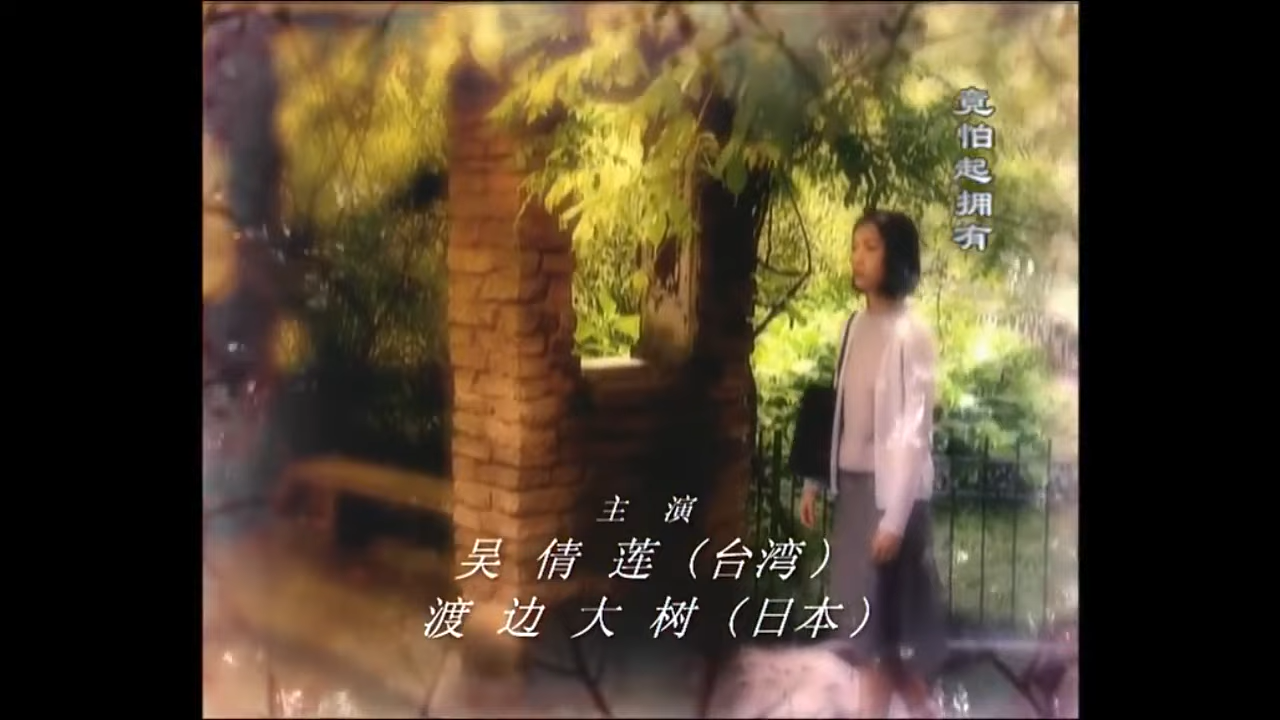 竟怕起拥有
主演
吴倩莲（台湾）
渡边大树（日本）